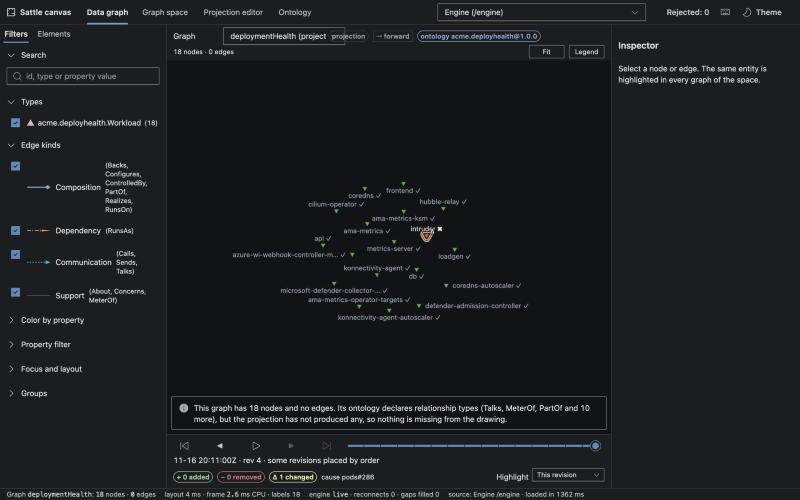 Sattle canvas
Data graph
Graph space
Projection editor
Ontology
Engine (/engine)
Rejected: 0
Theme
Filters
Elements
Search
id, type or property value
Types
acme.deployhealth.Workload (18)
Edge kinds
Composition
(Backs,
Configures,
ControlledBy,
PartOf,
Realizes,
RunsOn)
Dependency (RunsAs)
Communication
(Calls,
Sends,
Talks)
Support
(About, Concerns,
MeterOf)
Color by property
Property filter
Focus and layout
Groups
Graph
deploymentHealth (project
projection
→ forward
ontology acme.deployhealth@1.0.0
18 nodes · 0 edges
Fit
Legend
coredns ✓
frontend ✓
cilium-operator ✓
hubble-relay ✓
ama-metrics-ksm ✓
ama-metrics ✓
intruder ✖
api ✓
metrics-server ✓
azure-wi-webhook-controller-m... ✓
loadgen ✓
konnectivity-agent ✓
db ✓
microsoft-defender-collector-... ✓
coredns-autoscaler ✓
ama-metrics-operator-targets ✓
defender-admission-controller ✓
konnectivity-agent-autoscaler ✓
This graph has 18 nodes and no edges. Its ontology declares relationship types (Talks, MeterOf, PartOf and 10
more), but the projection has not produced any, so nothing is missing from the drawing.
11-16 20:11:00Z · rev 4 · some revisions placed by order
+ 0 added
− 0 removed
Δ 1 changed
cause pods#286
Highlight
This revision
Inspector
Select a node or edge. The same entity is
highlighted in every graph of the space.
Graph deploymentHealth: 18 nodes · 0 edges
layout 4 ms · frame 2.6 ms CPU · labels 18
engine live · reconnects 0 · gaps filled 0
source: Engine /engine · loaded in 1362 ms